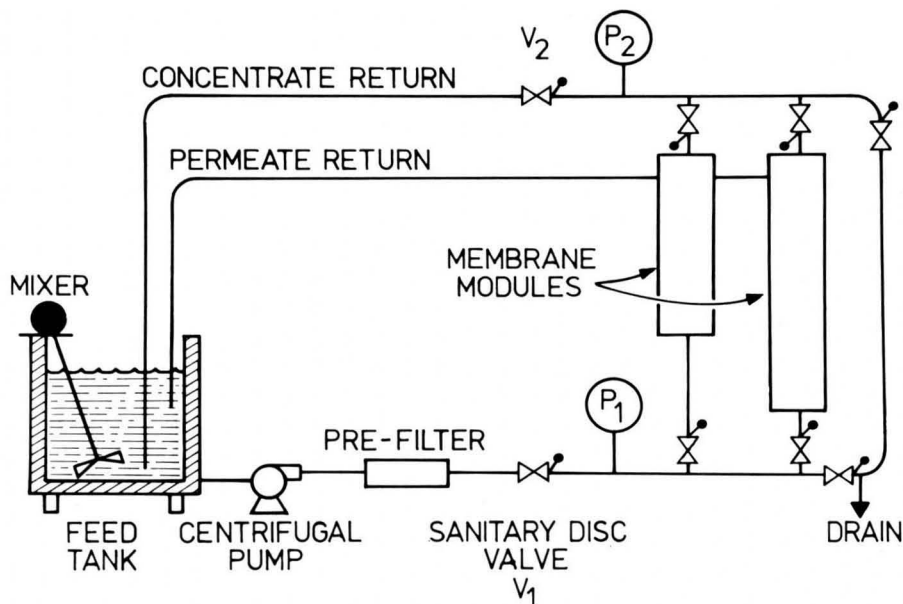 V2
P2
CONCENTRATE RETURN
PERMEATE RETURN
MEMBRANE
MODULES
MIXER
P1
PRE-FILTER
FEED
TANK
CENTRIFUGAL
PUMP
SANITARY DISC
VALVE
V1
DRAIN